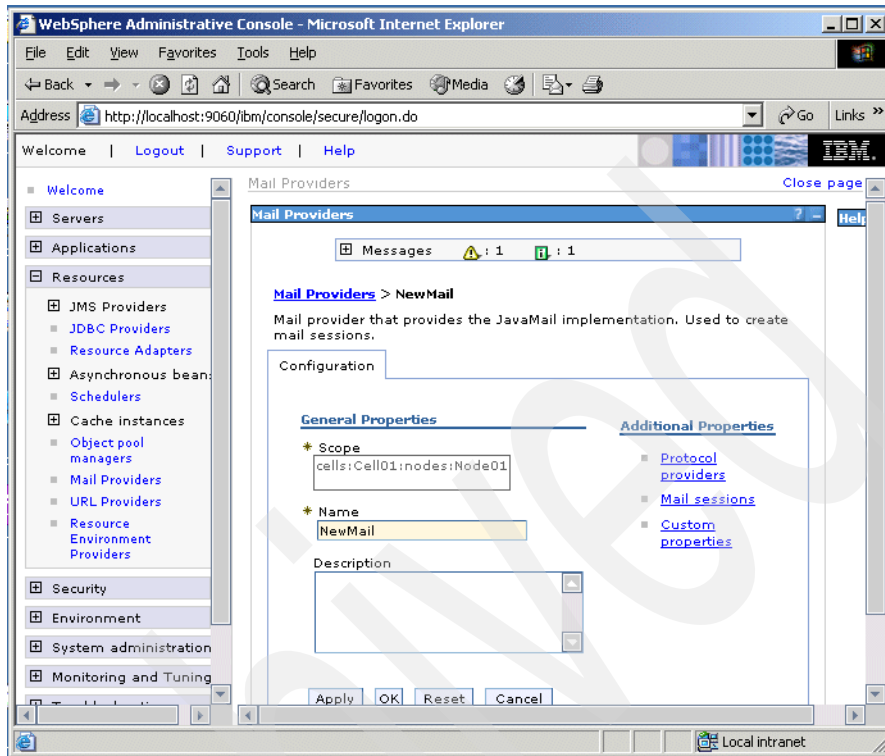 WebSphere Administrative Console - Microsoft Internet Explorer
File Edit View Favorites Tools Help
Back Search Favorites Media
Address http://localhost:9060/ibm/console/secure/logon.do Go Links »
Welcome | Logout | Support | Help IBM.
Welcome
Servers
Applications
Resources
JMS Providers
JDBC Providers
Resource Adapters
Asynchronous bean
Schedulers
Cache instances
Object pool
managers
Mail Providers
URL Providers
Resource
Environment
Providers
Security
Environment
System administration
Monitoring and Tuning
Mail Providers Close page
Mail Providers ? –
Help
Messages : 1 : 1
Mail Providers > NewMail
Mail provider that provides the JavaMail implementation. Used to create
mail sessions.
Configuration
General Properties
* Scope
cells:Cell01:nodes:Node01
* Name
NewMail
Description
Additional Properties
Protocol
providers
Mail sessions
Custom
properties
Apply OK Reset Cancel
Local intranet